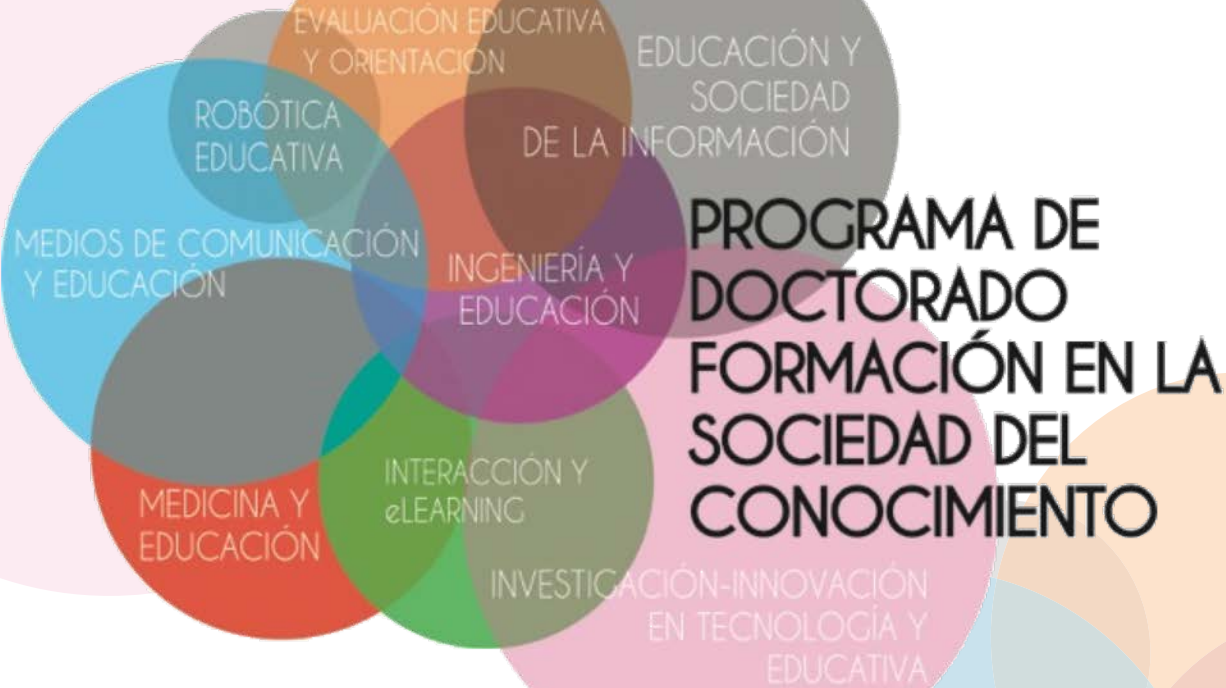 EVALUACIÓN EDUCATIVA
Y ORIENTACIÓN
EDUCACIÓN Y
SOCIEDAD
DE LA INFORMACIÓN
ROBÓTICA
EDUCATIVA
MEDIOS DE COMUNICACIÓN
Y EDUCACIÓN
INGENIERÍA Y
EDUCACIÓN
PROGRAMA DE
DOCTORADO
FORMACIÓN EN LA
SOCIEDAD DEL
CONOCIMIENTO
INTERACCIÓN Y
eLEARNING
MEDICINA Y
EDUCACIÓN
INVESTIGACIÓN-INNOVACIÓN
EN TECNOLOGÍA Y
EDUCATIVA